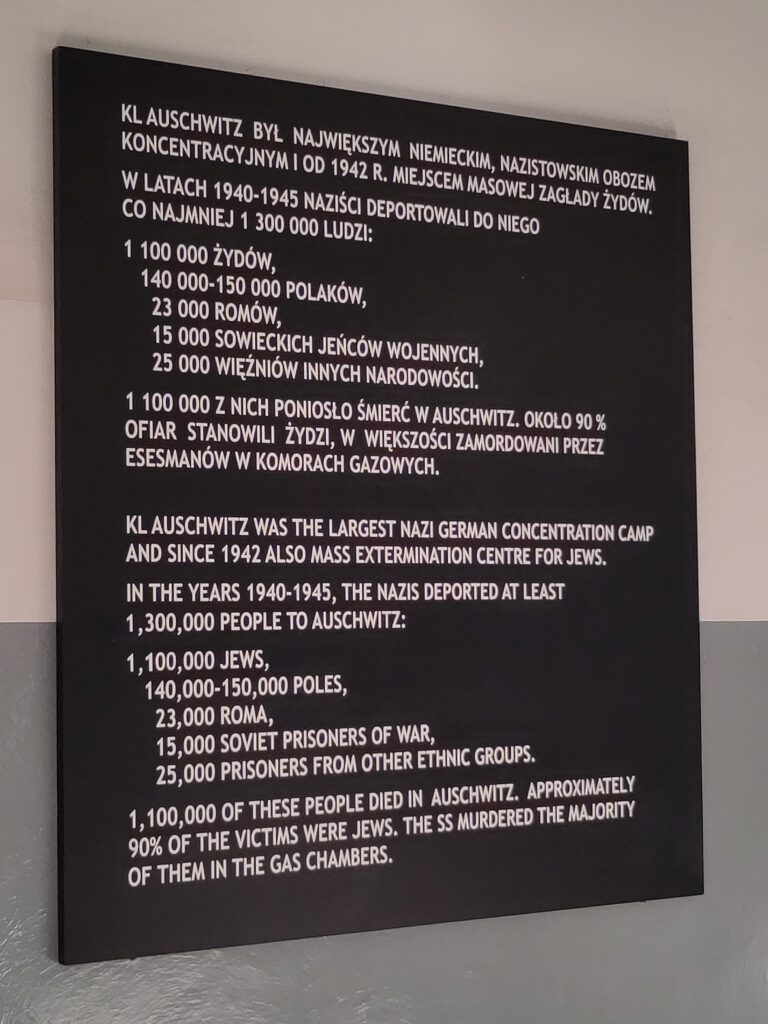 KL AUSCHWITZ BYŁ NAJWIĘKSZYM NIEMIECKIM, NAZISTOWSKIM OBOZEM
KONCENTRACYJNYM I OD 1942 R. MIEJSCEM MASOWEJ ZAGŁADY ŻYDÓW.
W LATACH 1940-1945 NAZIŚCI DEPORTOWALI DO NIEGO
CO NAJMNIEJ 1 300 000 LUDZI:
1 100 000 ŻYDÓW,
140 000-150 000 POLAKÓW,
23 000 ROMÓW,
15 000 SOWIECKICH JEŃCÓW WOJENNYCH,
25 000 WIĘŹNIÓW INNYCH NARODOWOŚCI.
1 100 000 Z NICH PONIOSŁO ŚMIERĆ W AUSCHWITZ. OKOŁO 90 %
OFIAR STANOWILI ŻYDZI, W WIĘKSZOŚCI ZAMORDOWANI PRZEZ
ESESMANÓW W KOMORACH GAZOWYCH.
KL AUSCHWITZ WAS THE LARGEST NAZI GERMAN CONCENTRATION CAMP
AND SINCE 1942 ALSO MASS EXTERMINATION CENTRE FOR JEWS.
IN THE YEARS 1940-1945, THE NAZIS DEPORTED AT LEAST
1,300,000 PEOPLE TO AUSCHWITZ:
1,100,000 JEWS,
140,000-150,000 POLES,
23,000 ROMA,
15,000 SOVIET PRISONERS OF WAR,
25,000 PRISONERS FROM OTHER ETHNIC GROUPS.
1,100,000 OF THESE PEOPLE DIED IN AUSCHWITZ. APPROXIMATELY
90% OF THE VICTIMS WERE JEWS. THE SS MURDERED THE MAJORITY
OF THEM IN THE GAS CHAMBERS.